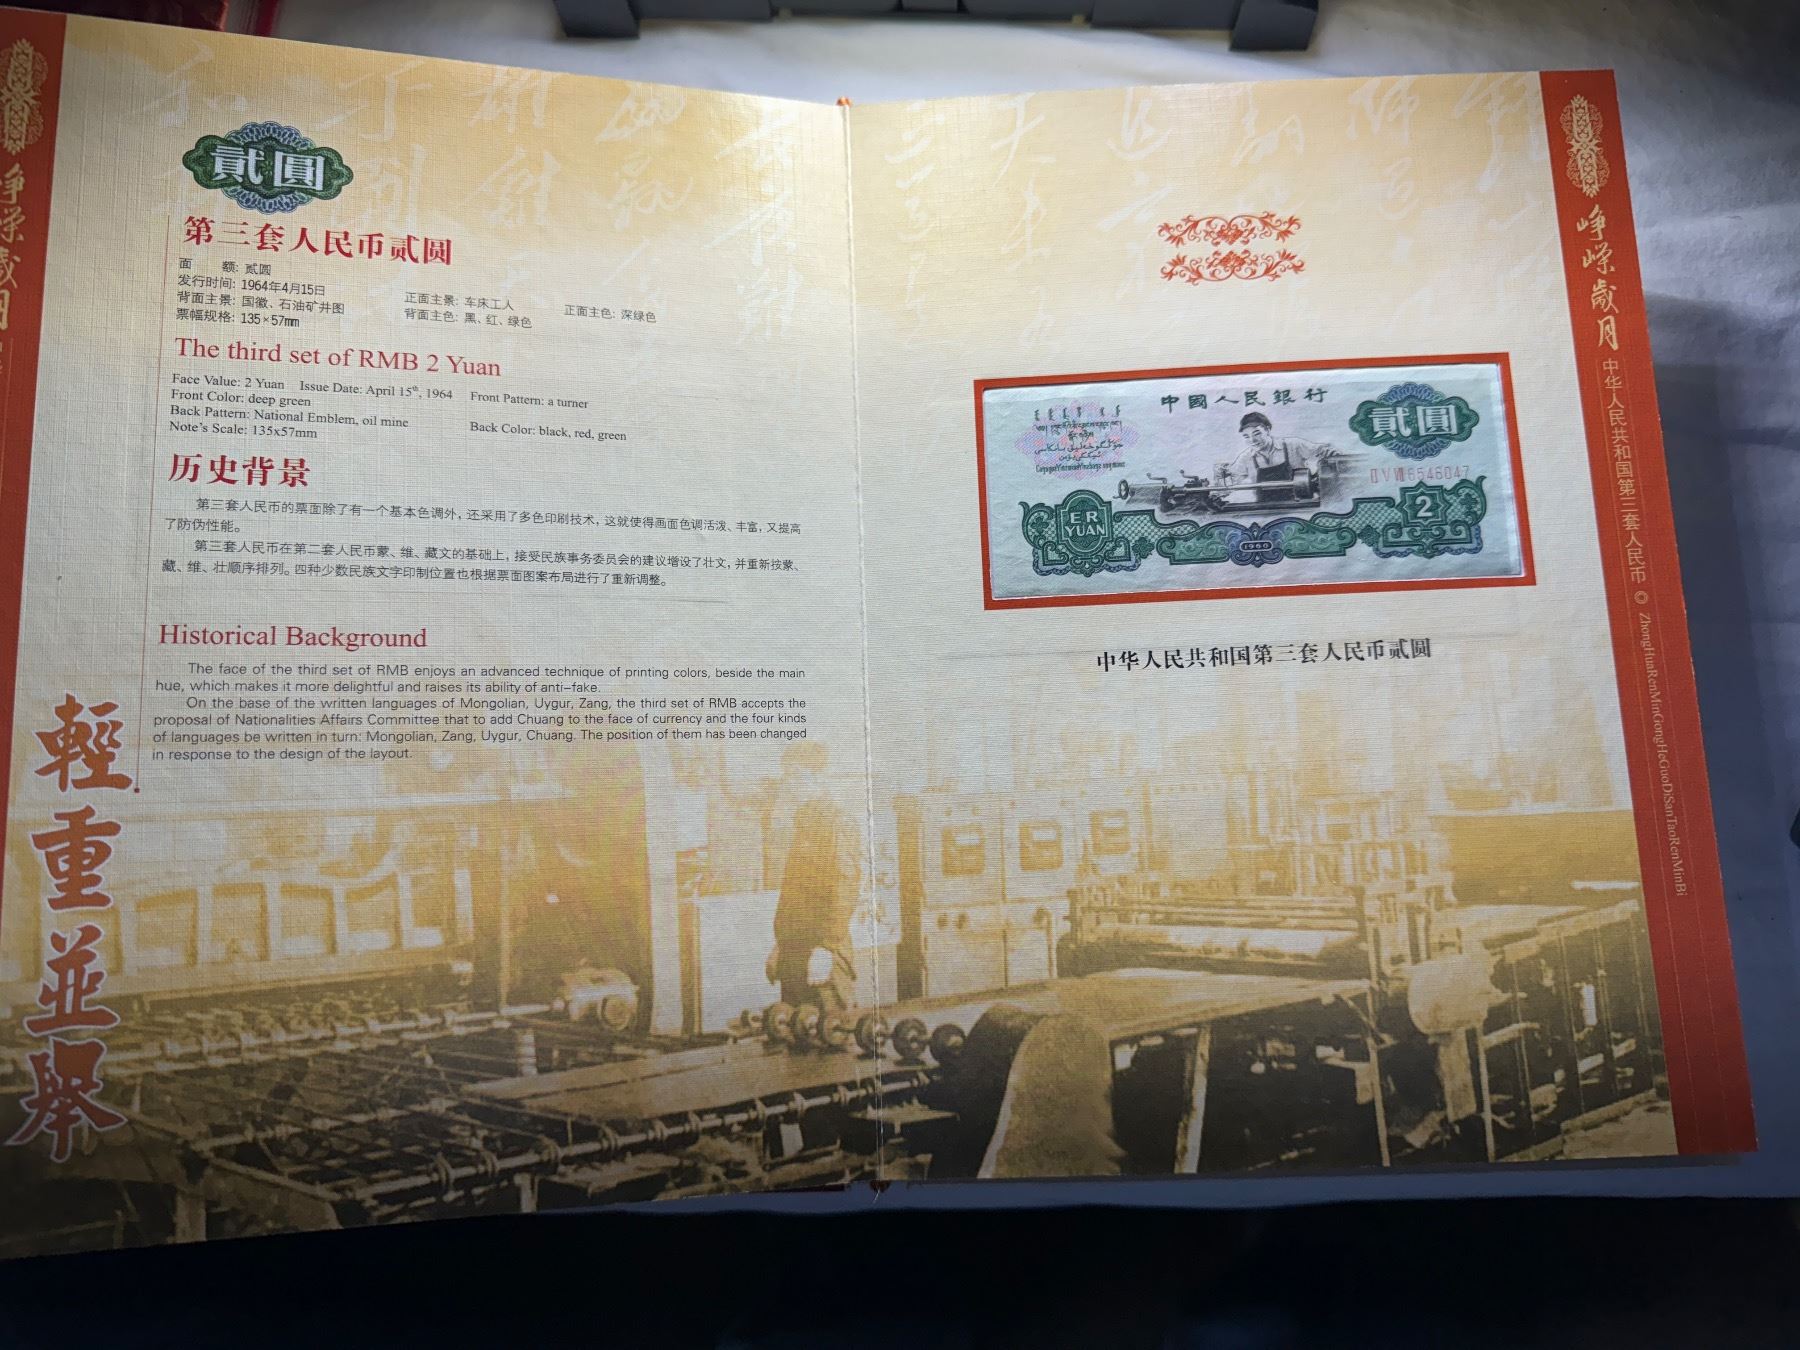 貳圓
第三套人民币贰圆
面　　额: 贰圆
发行时间: 1964年4月15日　正面主景: 车床工人　正面主色: 深绿色
背面主景: 国徽、石油矿井图　背面主色: 黑、红、绿色
票幅规格: 135×57mm
The third set of RMB 2 Yuan
Face Value: 2 Yuan Issue Date: April 15th, 1964 Front Pattern: a turner
Front Color: deep green
Back Pattern: National Emblem, oil mine Back Color: black, red, green
Note's Scale: 135x57mm
历史背景
第三套人民币的票面除了有一个基本色调外, 还采用了多色印刷技术, 这就使得画面色调活泼、丰富, 又提高
了防伪性能。
第三套人民币在第二套人民币蒙、维、藏文的基础上, 接受民族事务委员会的建议增设了壮文, 并重新按蒙、
藏、维、壮顺序排列。四种少数民族文字印制位置也根据票面图案布局进行了重新调整。
Historical Background
The face of the third set of RMB enjoys an advanced technique of printing colors, beside the main
hue, which makes it more delightful and raises its ability of anti-fake.
On the base of the written languages of Mongolian, Uygur, Zang, the third set of RMB accepts the
proposal of Nationalities Affairs Committee that to add Chuang to the face of currency and the four kinds
of languages be written in turn: Mongolian, Zang, Uygur, Chuang. The position of them has been changed
in response to the design of the layout.
輕重並舉
峥嵘歲月
中國人民銀行
貳圓
ⅡⅤⅦ6546047
ER
YUAN
2
1960
中华人民共和国第三套人民币贰圆
峥嵘歲月 中华人民共和国第三套人民币 ◎ ZhongHuaRenMinGongHeGuoDiSanTaoRenMinBi